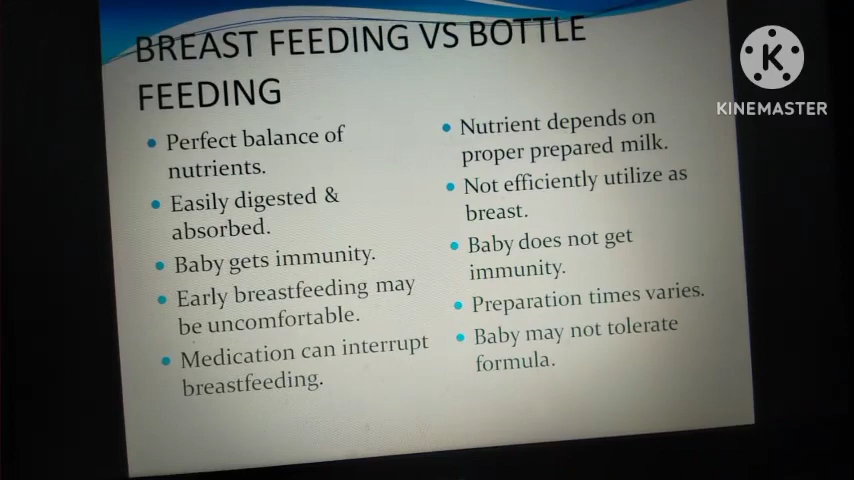 BREAST FEEDING VS BOTTLE
FEEDING
• Perfect balance of
nutrients.
• Easily digested &
absorbed.
• Baby gets immunity.
• Early breastfeeding may
be uncomfortable.
• Medication can interrupt
breastfeeding.
• Nutrient depends on
proper prepared milk.
• Not efficiently utilize as
breast.
• Baby does not get
immunity.
• Preparation times varies.
• Baby may not tolerate
formula.
K
KINEMASTER